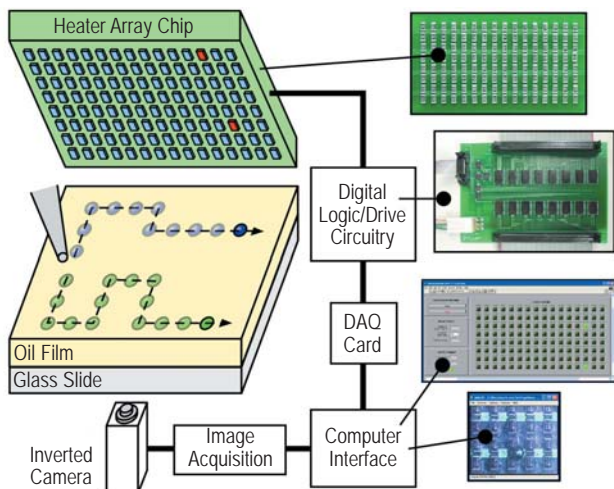 Heater Array Chip
Digital
Logic/Drive
Circuitry
DAQ
Card
Oil Film
Glass Slide
Inverted
Camera
Image
Acquisition
Computer
Interface